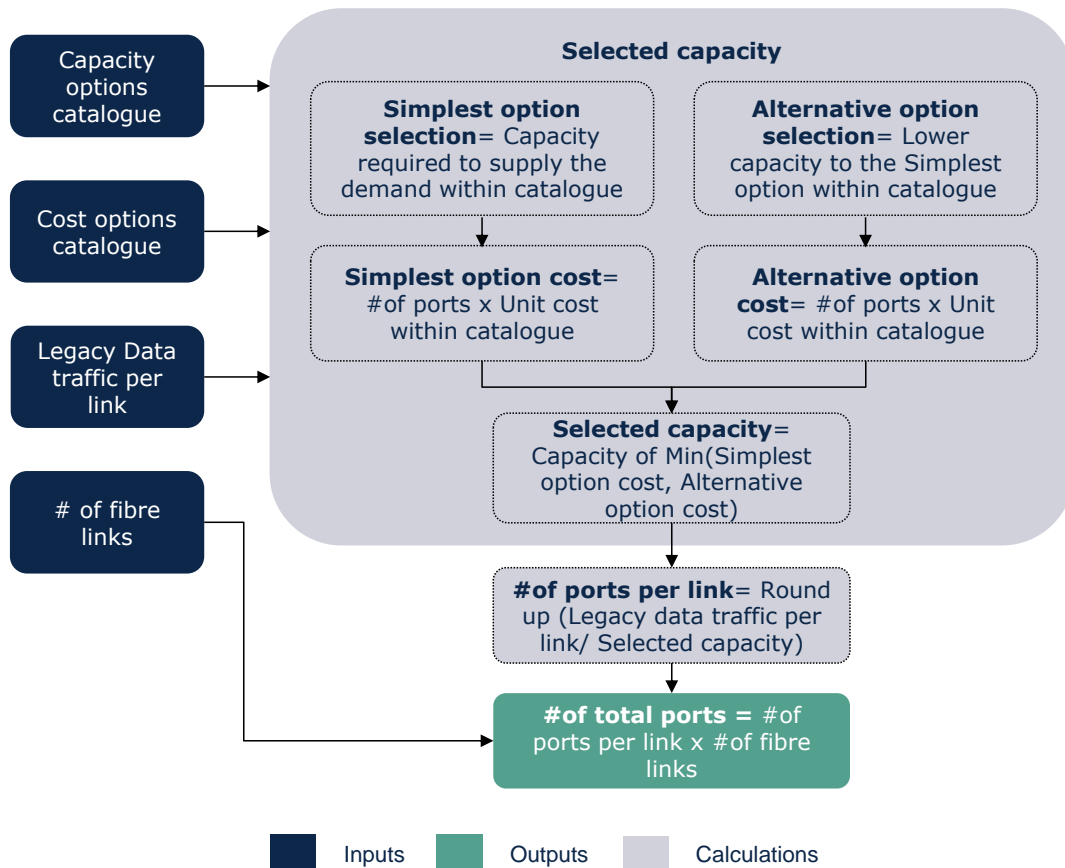 Capacity
options
catalogue
Cost options
catalogue
Legacy Data
traffic per
link
# of fibre
links
Selected capacity
Simplest option
selection= Capacity
required to supply the
demand within catalogue
Alternative option
selection= Lower
capacity to the Simplest
option within catalogue
Simplest option cost=
#of ports x Unit cost
within catalogue
Alternative option
cost= #of ports x Unit
cost within catalogue
Selected capacity=
Capacity of Min(Simplest
option cost, Alternative
option cost)
#of ports per link= Round
up (Legacy data traffic per
link/ Selected capacity)
#of total ports = #of
ports per link x #of fibre
links
Inputs
Outputs
Calculations